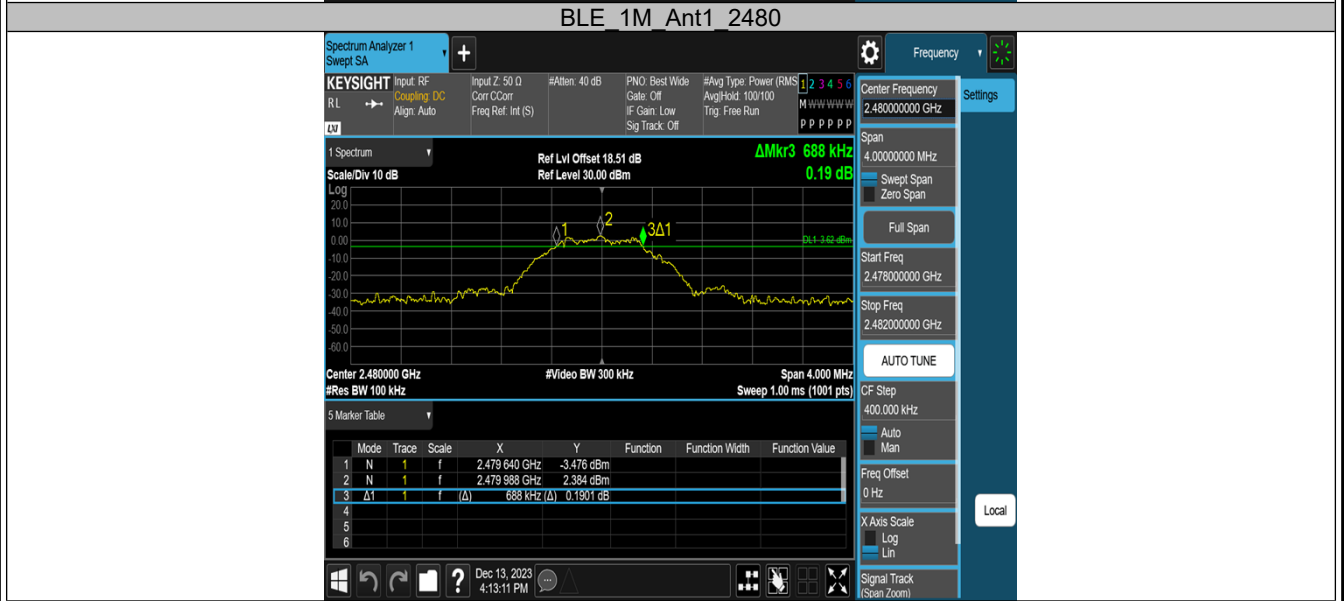 BLE_1M_Ant1_2480
Spectrum Analyzer 1
Swept SA
+
Frequency
KEYSIGHT
RL
LXI
Input: RF
Coupling: DC
Align: Auto
Input Z: 50 Ω
Corr CCorr
Freq Ref: Int (S)
#Atten: 40 dB
PNO: Best Wide
Gate: Off
IF Gain: Low
Sig Track: Off
#Avg Type: Power (RMS
Avg|Hold: 100/100
Trig: Free Run
1 2 3 4 5 6
M W W W W W
P P P P P P
1 Spectrum
Scale/Div 10 dB
Ref Lvl Offset 18.51 dB
Ref Level 30.00 dBm
ΔMkr3 688 kHz
0.19 dB
Log
20.0
10.0
0.00
-10.0
-20.0
-30.0
-40.0
-50.0
-60.0
1
2
3Δ1
DL1 -3.62 dBm
Center 2.480000 GHz
#Video BW 300 kHz
Span 4.000 MHz
#Res BW 100 kHz
Sweep 1.00 ms (1001 pts)
5 Marker Table
Mode Trace Scale X Y Function Function Width Function Value
1 N 1 f 2.479 640 GHz -3.476 dBm
2 N 1 f 2.479 988 GHz 2.384 dBm
3 Δ1 1 f (Δ) 688 kHz (Δ) 0.1901 dB
4
5
6
Dec 13, 2023
4:13:11 PM
?
Center Frequency
2.480000000 GHz
Settings
Span
4.00000000 MHz
Swept Span
Zero Span
Full Span
Start Freq
2.478000000 GHz
Stop Freq
2.482000000 GHz
AUTO TUNE
CF Step
400.000 kHz
Auto
Man
Freq Offset
0 Hz
X Axis Scale
Log
Lin
Signal Track
(Span Zoom)
Local